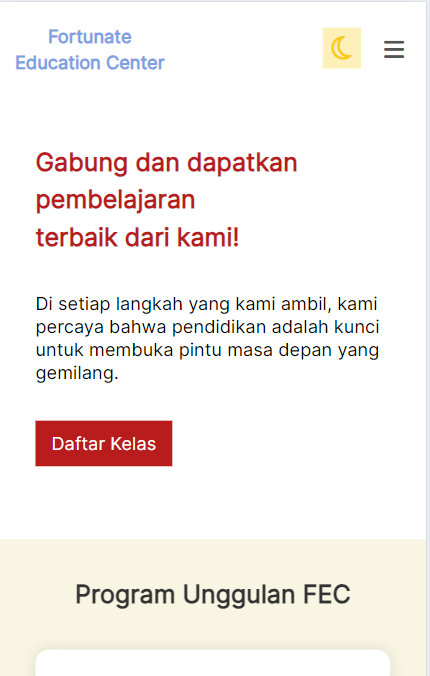 Fortunate
Education Center
Gabung dan dapatkan
pembelajaran
terbaik dari kami!
Di setiap langkah yang kami ambil, kami
percaya bahwa pendidikan adalah kunci
untuk membuka pintu masa depan yang
gemilang.
Daftar Kelas
Program Unggulan FEC